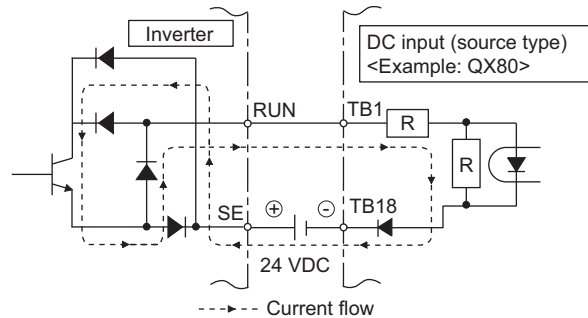 Inverter
DC input (source type)
<Example: QX80>
RUN
TB1
R
R
SE
+
-
TB18
24 VDC
Current flow